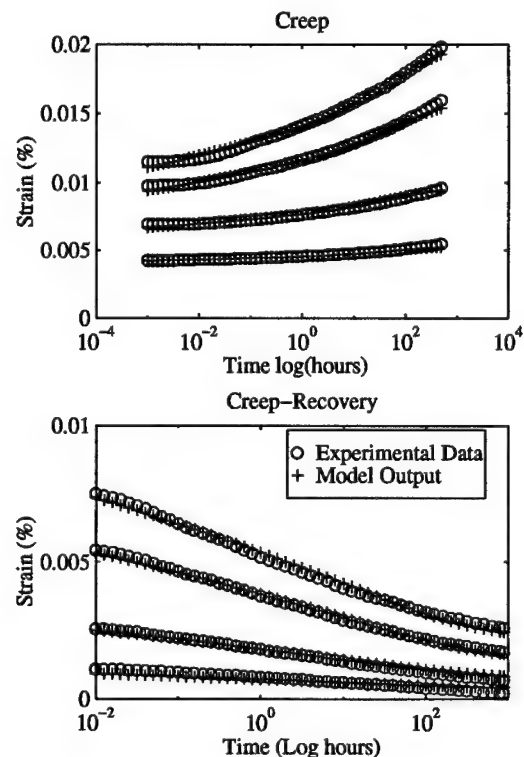 Creep
0.02
0.015
0.01
0.005
0
Strain (%)
10^-4
10^-2
10^0
10^2
10^4
Time log(hours)
Creep-Recovery
0.01
0.005
0
Strain (%)
Experimental Data
Model Output
10^-2
10^0
10^2
Time (Log hours)